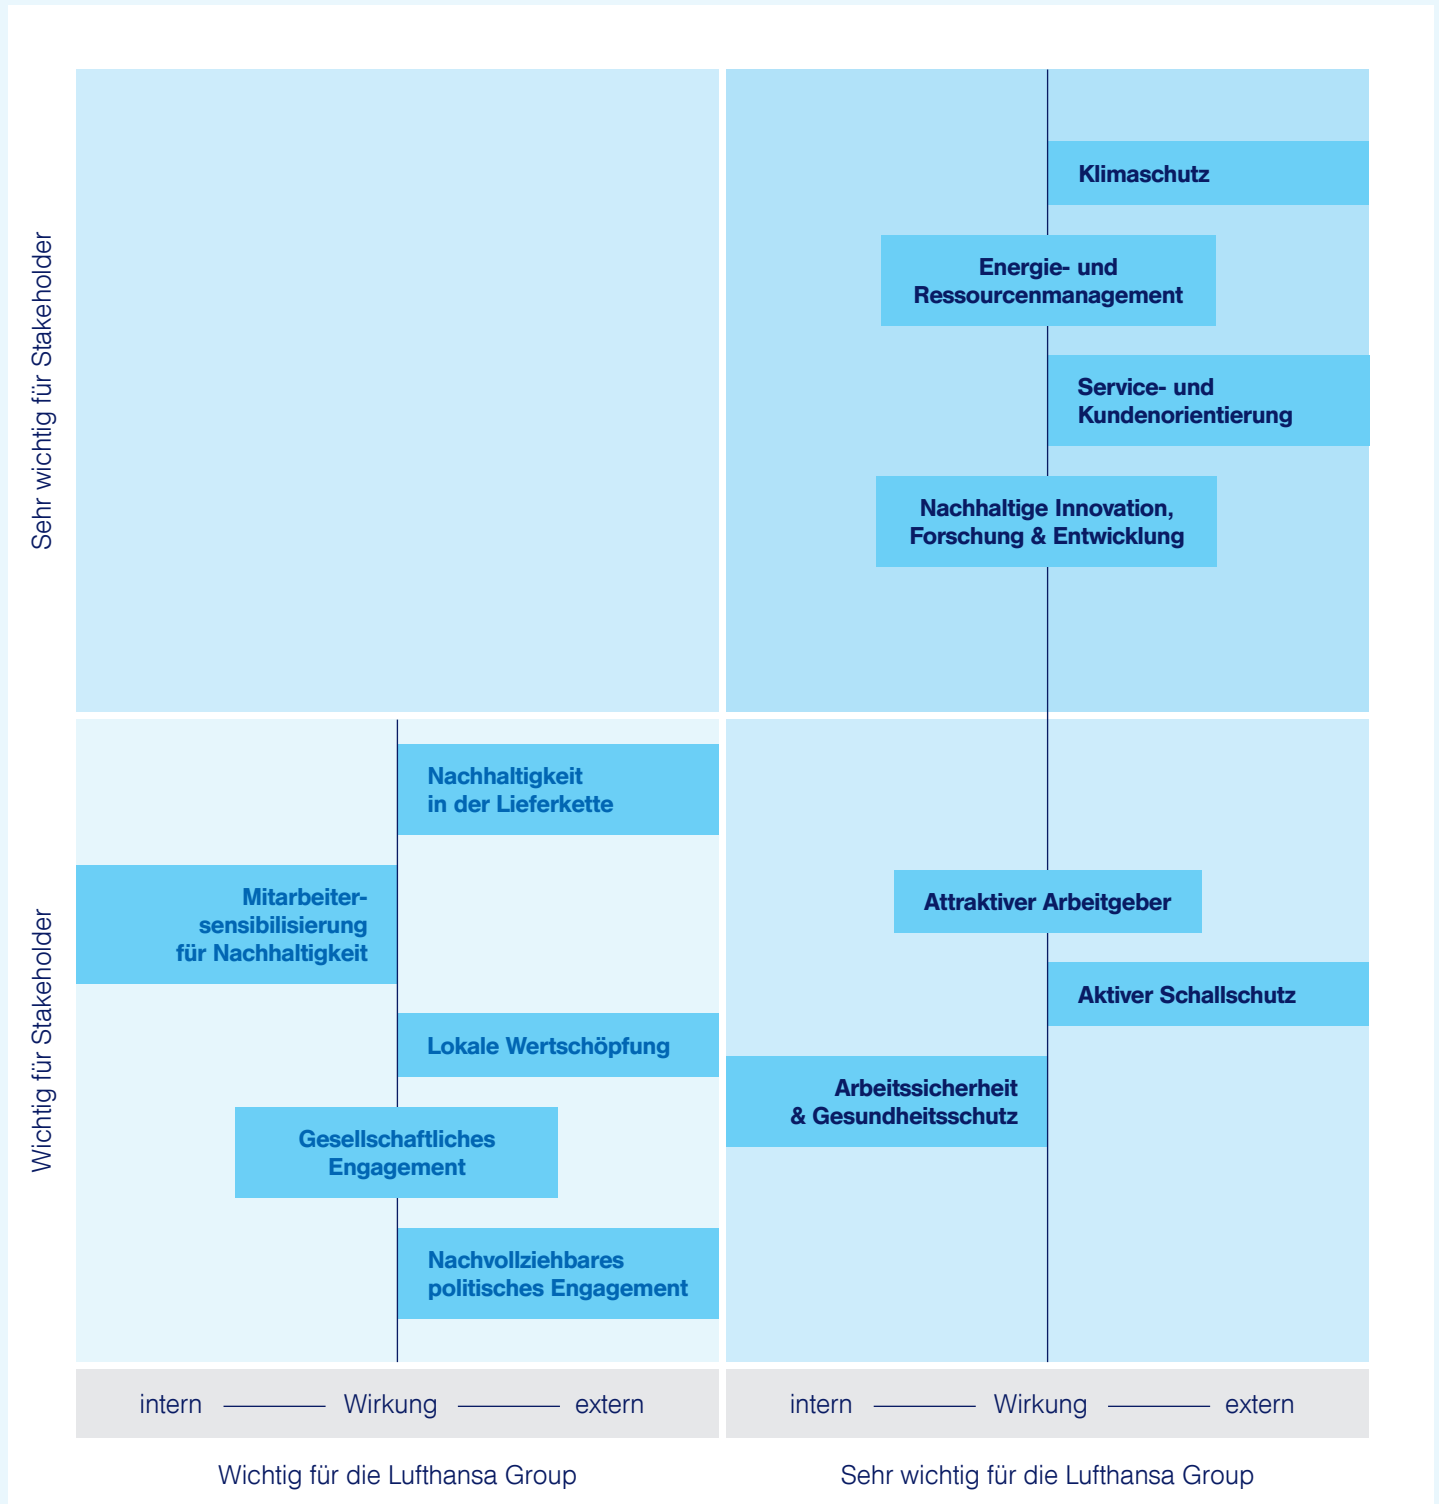 Sehr wichtig für Stakeholder
Klimaschutz
Energie- und
Ressourcenmanagement
Service- und
Kundenorientierung
Nachhaltige Innovation,
Forschung & Entwicklung
Wichtig für Stakeholder
Nachhaltigkeit
in der Lieferkette
Mitarbeiter-
sensibilisierung
für Nachhaltigkeit
Lokale Wertschöpfung
Gesellschaftliches
Engagement
Nachvollziehbares
politisches Engagement
Attraktiver Arbeitgeber
Aktiver Schallschutz
Arbeitssicherheit
& Gesundheitsschutz
intern Wirkung extern
intern Wirkung extern
Wichtig für die Lufthansa Group
Sehr wichtig für die Lufthansa Group